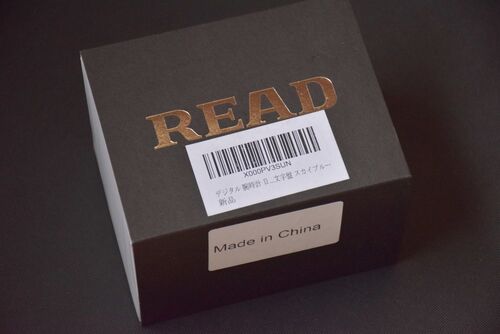 READ
X000PV3SUN
デジタル 腕時計 日...文字盤 スカイブルー
新品
Made in China